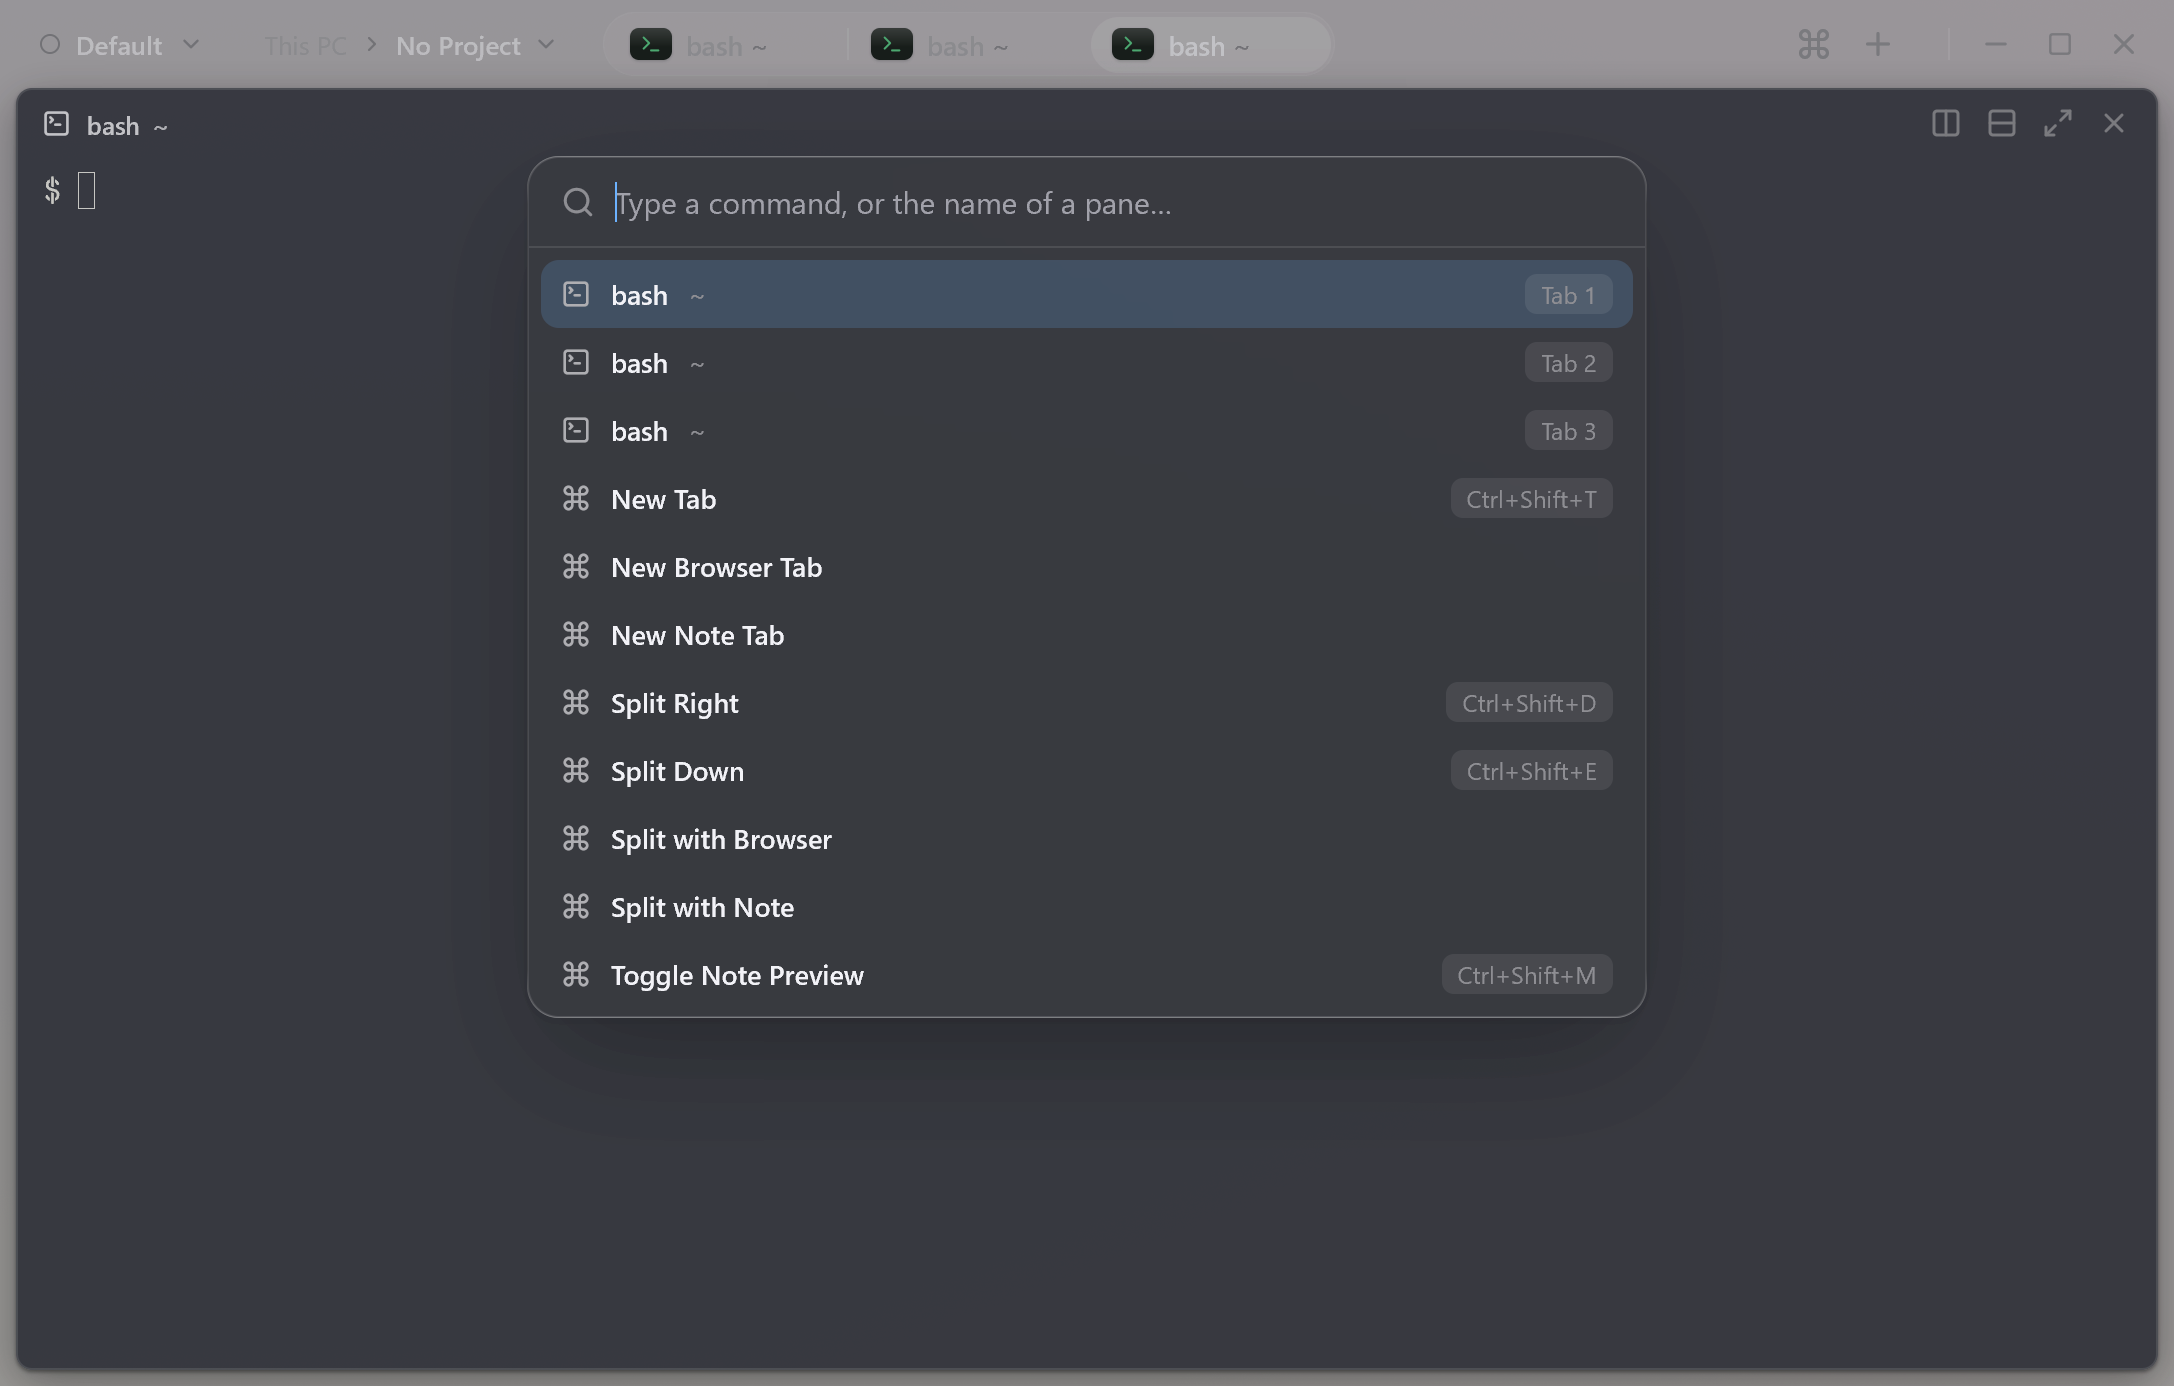 Default This PC > No Project bash ~ bash ~ bash ~
bash ~
$
Type a command, or the name of a pane...
bash ~ Tab 1
bash ~ Tab 2
bash ~ Tab 3
New Tab Ctrl+Shift+T
New Browser Tab
New Note Tab
Split Right Ctrl+Shift+D
Split Down Ctrl+Shift+E
Split with Browser
Split with Note
Toggle Note Preview Ctrl+Shift+M